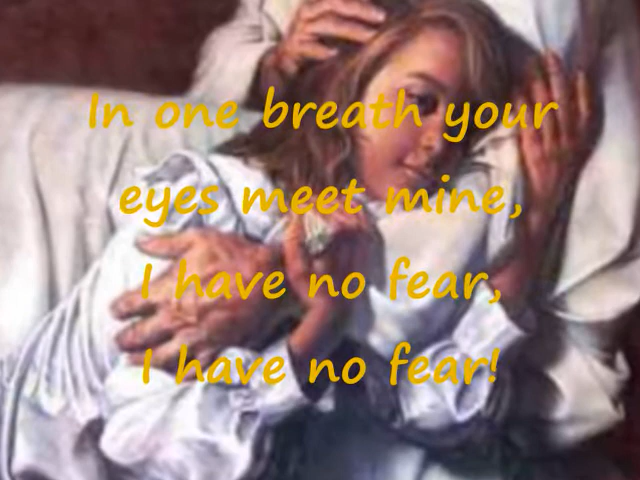 In one breath your
eyes meet mine,
I have no fear,
I have no fear!